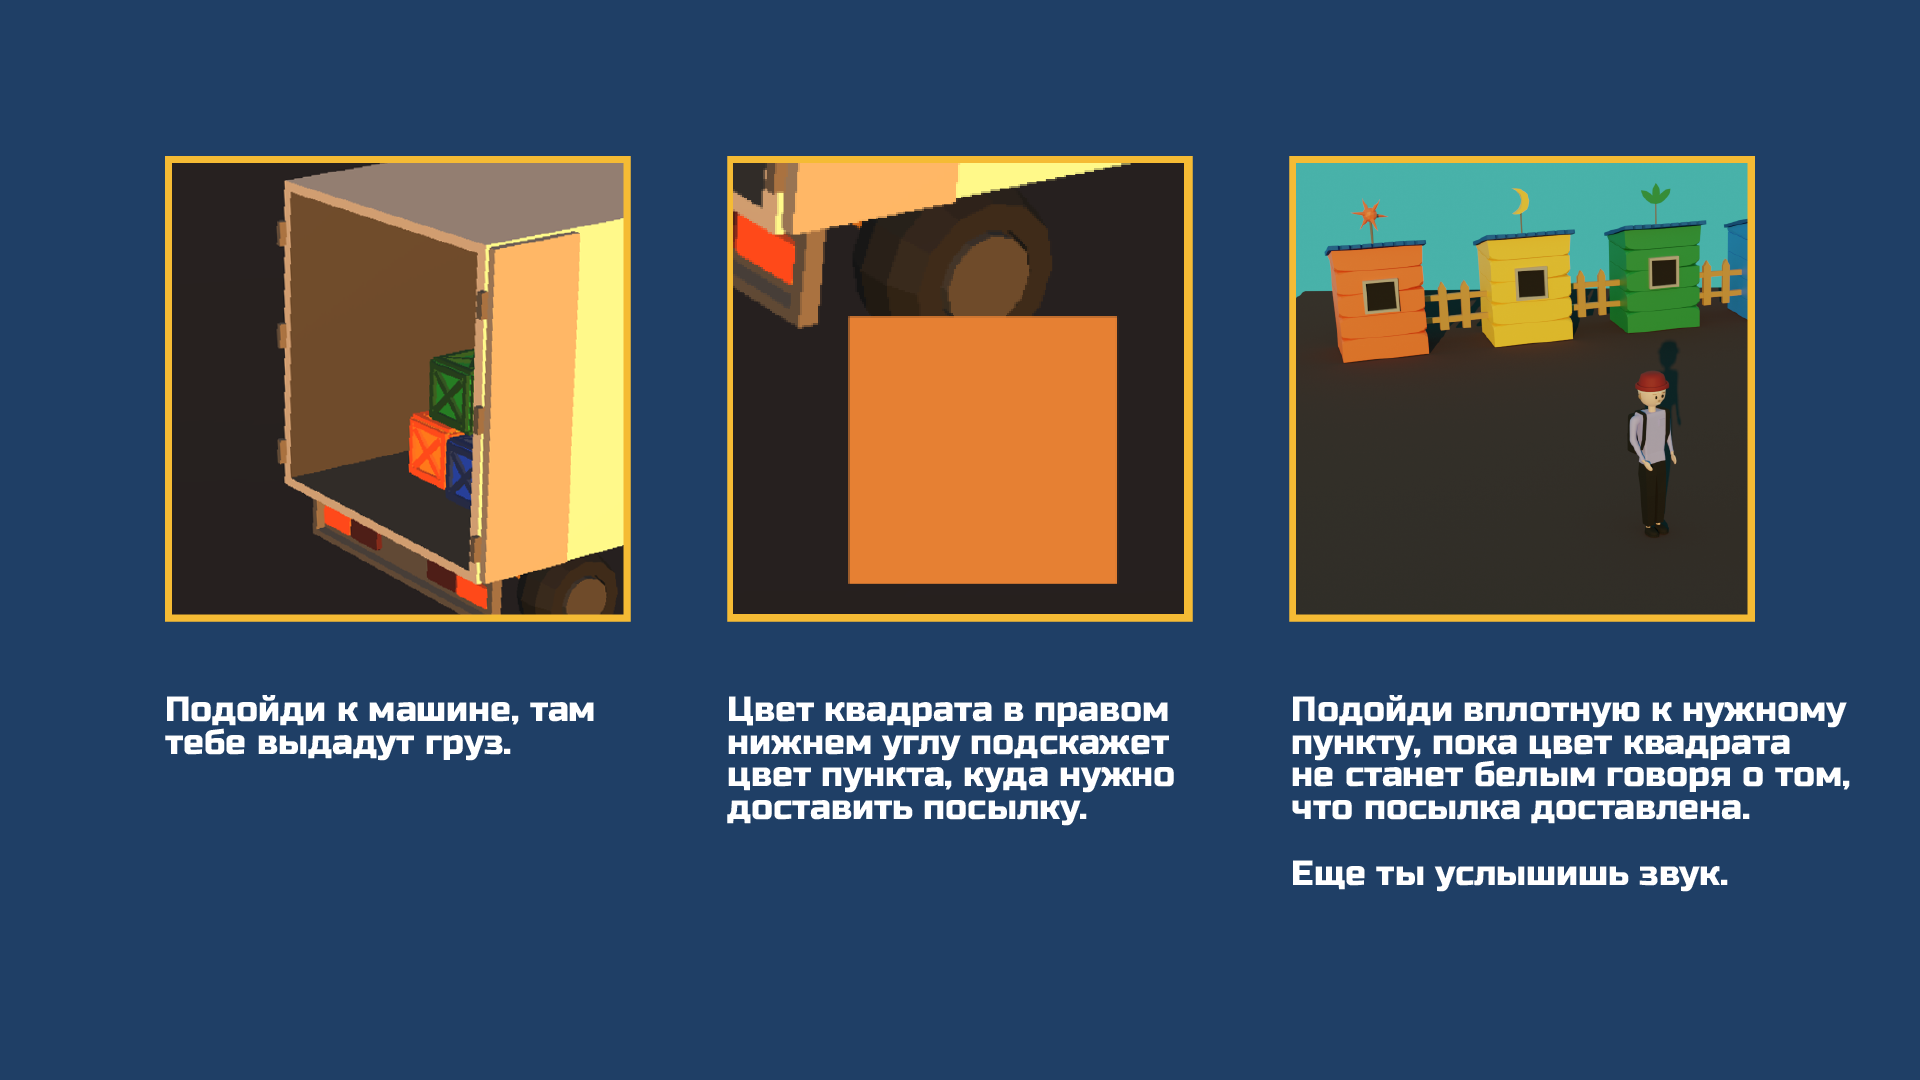 Подойди к машине, там
тебе выдадут груз.
Цвет квадрата в правом
нижнем углу подскажет
цвет пункта, куда нужно
доставить посылку.
Подойди вплотную к нужному
пункту, пока цвет квадрата
не станет белым говоря о том,
что посылка доставлена.
Еще ты услышишь звук.